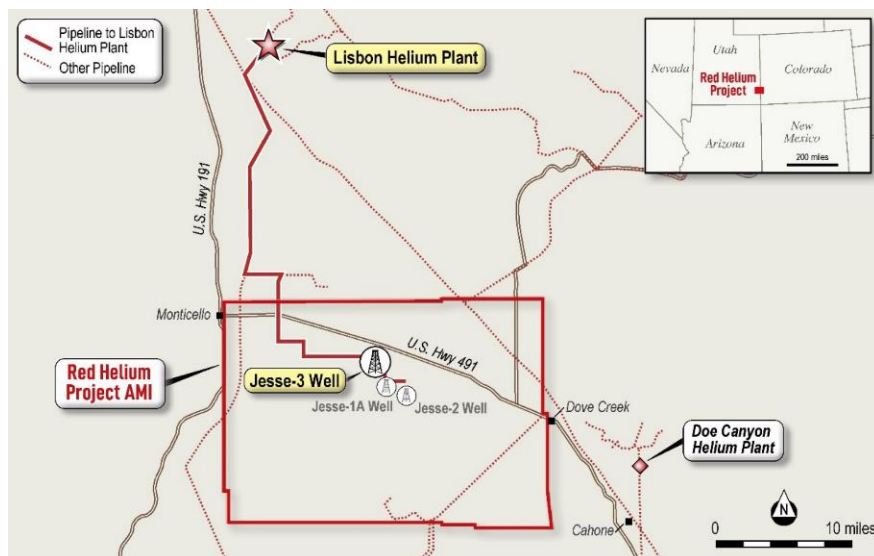 Pipeline to Lisbon
Helium Plant
Other Pipeline
Lisbon Helium Plant
Utah
Nevada
Colorado
Red Helium
Project
Arizona
New
Mexico
200 miles
U.S. Hwy 191
Monticello
U.S. Hwy 491
Red Helium
Project AMI
Jesse-3 Well
Jesse-1A Well
Jesse-2 Well
Dove Creek
Doe Canyon
Helium Plant
Cahone
N
0 10 miles